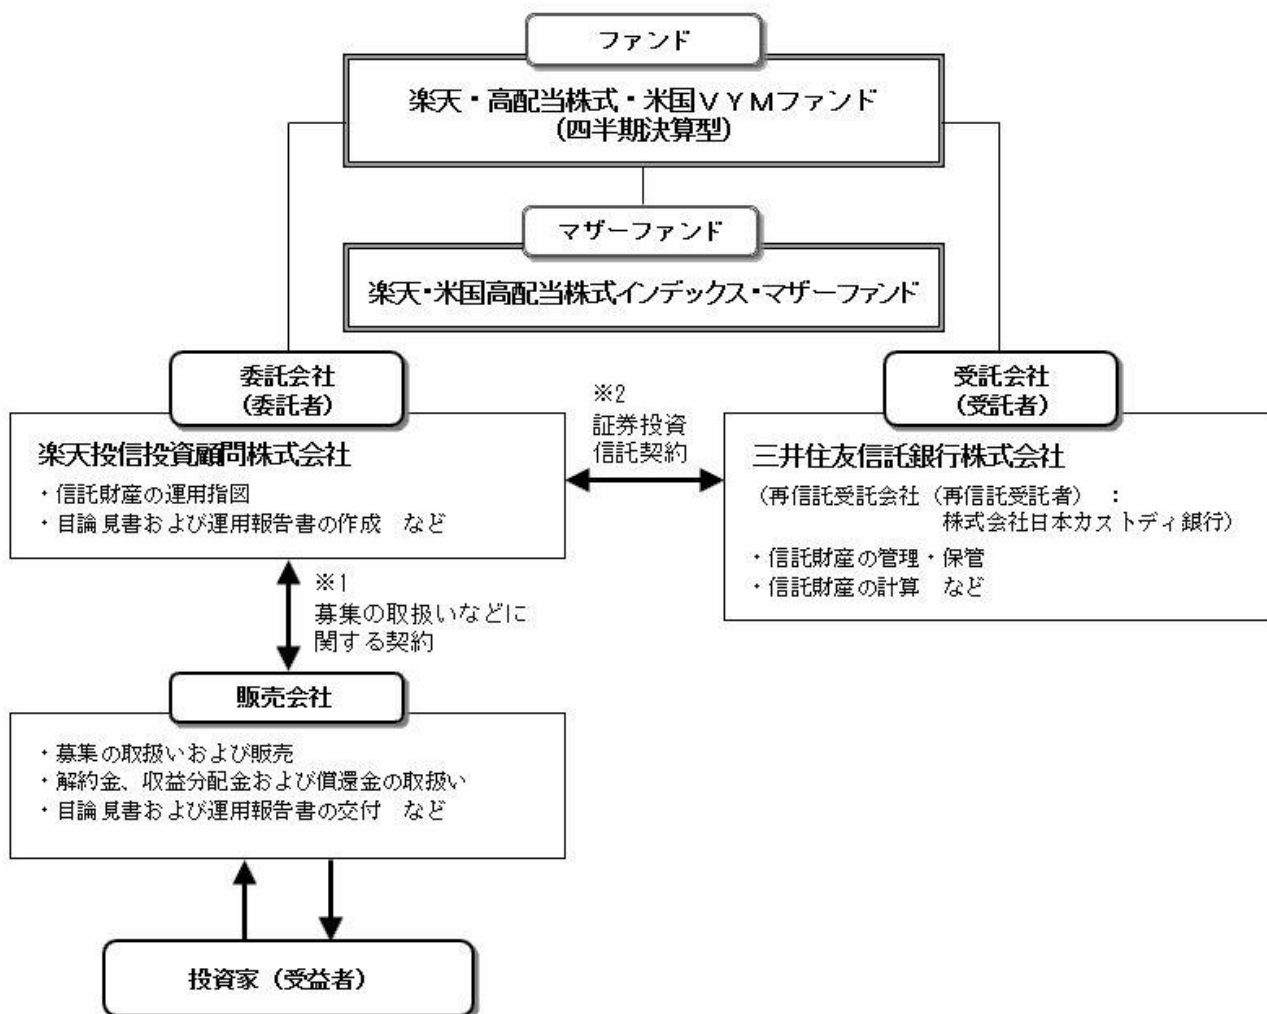 ファンド
楽天・高配当株式・米国VYMファンド
(四半期決算型)
マザーファンド
楽天・米国高配当株式インデックス・マザーファンド
委託会社
(委託者)
楽天投信投資顧問株式会社
・信託財産の運用指図
・目論見書および運用報告書の作成 など
※2
証券投資
信託契約
受託会社
(受託者)
三井住友信託銀行株式会社
(再信託受託会社(再信託受託者) :
株式会社日本カストディ銀行)
・信託財産の管理・保管
・信託財産の計算 など
※1
募集の取扱いなどに
関する契約
販売会社
・募集の取扱いおよび販売
・解約金、収益分配金および償還金の取扱い
・目論見書および運用報告書の交付 など
投資家(受益者)